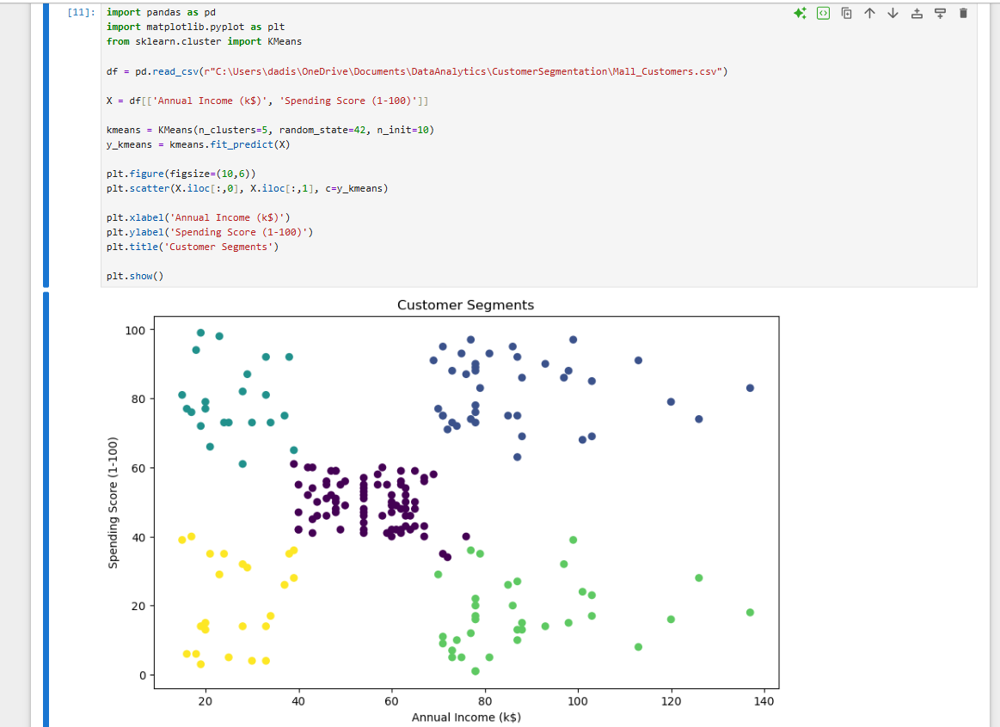 [11]: import pandas as pd
import matplotlib.pyplot as plt
from sklearn.cluster import KMeans
df = pd.read_csv(r"C:\Users\dadis\OneDrive\Documents\DataAnalytics\CustomerSegmentation\Mall_Customers.csv")
X = df[['Annual Income (k$)', 'Spending Score (1-100)']]
kmeans = KMeans(n_clusters=5, random_state=42, n_init=10)
y_kmeans = kmeans.fit_predict(X)
plt.figure(figsize=(10,6))
plt.scatter(X.iloc[:,0], X.iloc[:,1], c=y_kmeans)
plt.xlabel('Annual Income (k$)')
plt.ylabel('Spending Score (1-100)')
plt.title('Customer Segments')
plt.show()
Customer Segments
100
80
60
40
20
0
Spending Score (1-100)
20 40 60 80 100 120 140
Annual Income (k$)